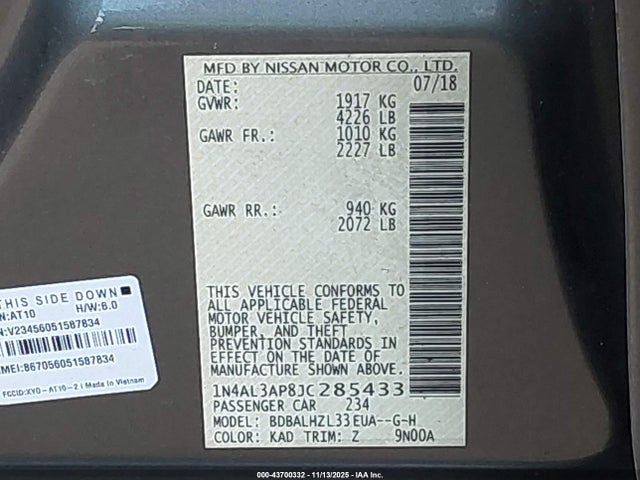 MFD BY NISSAN MOTOR CO., LTD.
DATE: 07/18
GVWR: 1917 KG
4226 LB
GAWR FR.: 1010 KG
2227 LB
GAWR RR.: 940 KG
2072 LB
THIS VEHICLE CONFORMS TO
ALL APPLICABLE FEDERAL
MOTOR VEHICLE SAFETY,
BUMPER, AND THEFT
PREVENTION STANDARDS IN
EFFECT ON THE DATE OF
MANUFACTURE SHOWN ABOVE.
1N4AL3AP8JC285433
PASSENGER CAR 234
MODEL: BDBALHZL33EUA--G-H
COLOR: KAD TRIM: Z 9N00A
THIS SIDE DOWN
N:AT10 H/W:6.0
N:V23456051587834
MEI:867056051587834
FCCID:XYO-AT10-2 | Made in Vietnam
000-43700332 - 11/13/2025 - IAA Inc.